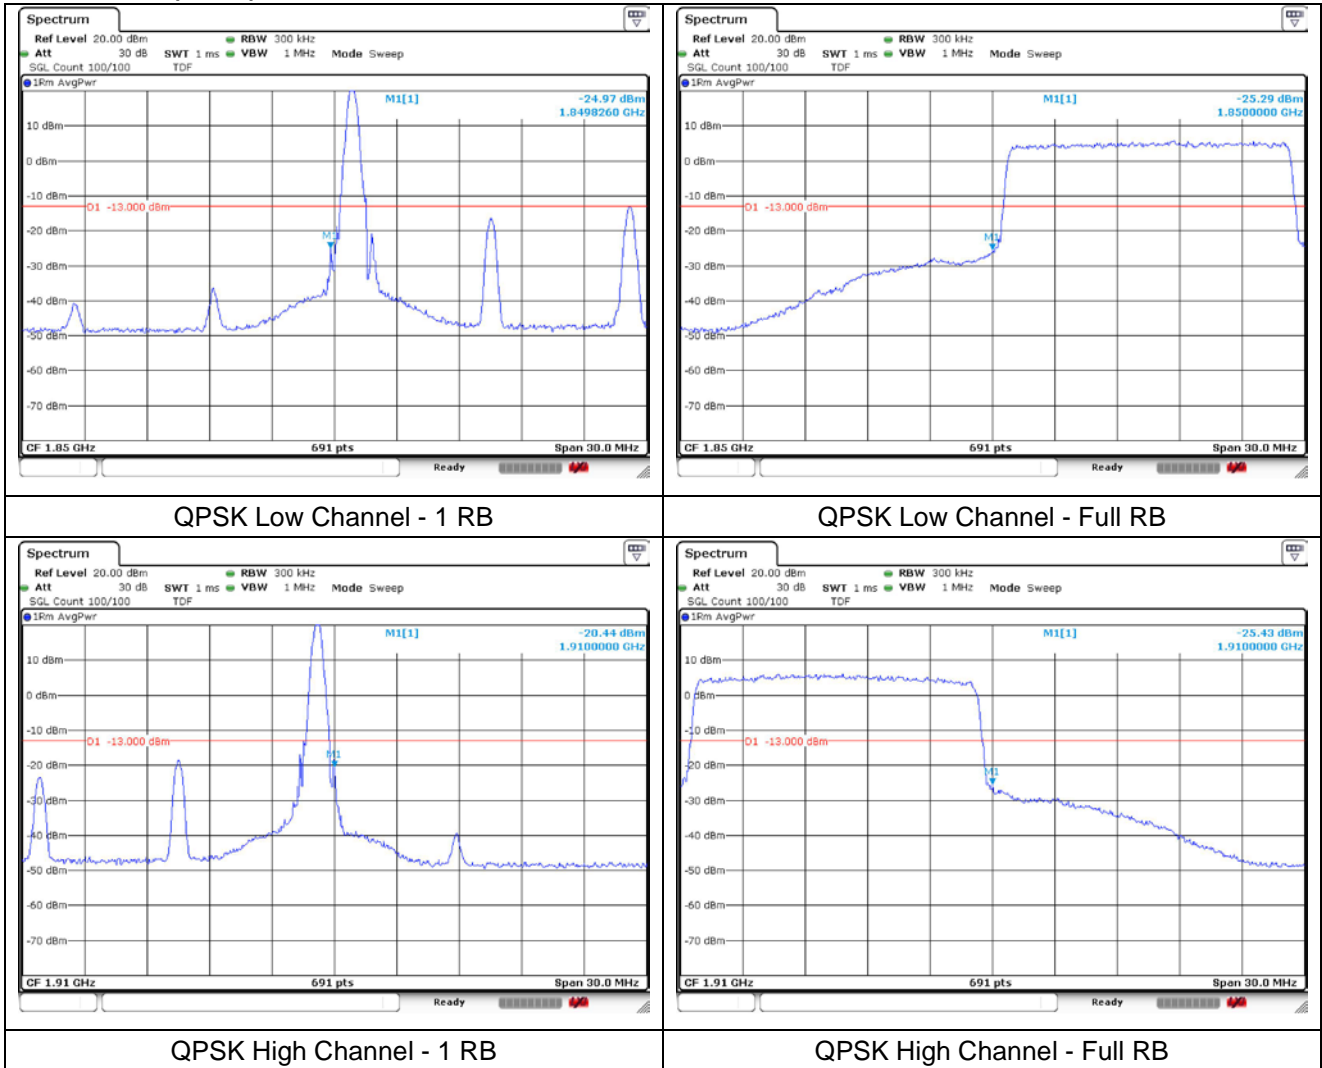 Spectrum
Ref Level 20.00 dBm RBW 300 kHz
Att 30 dB SWT 1 ms VBW 1 MHz Mode Sweep
SGL Count 100/100 TDF
1Rm AvgPwr
M1[1] -24.97 dBm
1.8498260 GHz
10 dBm
0 dBm
-10 dBm
D1 -13.000 dBm
-20 dBm
M1
-30 dBm
-40 dBm
-50 dBm
-60 dBm
-70 dBm
CF 1.85 GHz 691 pts Span 30.0 MHz
Ready
QPSK Low Channel - 1 RB
Spectrum
Ref Level 20.00 dBm RBW 300 kHz
Att 30 dB SWT 1 ms VBW 1 MHz Mode Sweep
SGL Count 100/100 TDF
1Rm AvgPwr
M1[1] -25.29 dBm
1.8500000 GHz
10 dBm
0 dBm
-10 dBm
D1 -13.000 dBm
-20 dBm
M1
-30 dBm
-40 dBm
-50 dBm
-60 dBm
-70 dBm
CF 1.85 GHz 691 pts Span 30.0 MHz
Ready
QPSK Low Channel - Full RB
Spectrum
Ref Level 20.00 dBm RBW 300 kHz
Att 30 dB SWT 1 ms VBW 1 MHz Mode Sweep
SGL Count 100/100 TDF
1Rm AvgPwr
M1[1] -20.44 dBm
1.9100000 GHz
10 dBm
0 dBm
-10 dBm
D1 -13.000 dBm
M1
-20 dBm
-30 dBm
-40 dBm
-50 dBm
-60 dBm
-70 dBm
CF 1.91 GHz 691 pts Span 30.0 MHz
Ready
QPSK High Channel - 1 RB
Spectrum
Ref Level 20.00 dBm RBW 300 kHz
Att 30 dB SWT 1 ms VBW 1 MHz Mode Sweep
SGL Count 100/100 TDF
1Rm AvgPwr
M1[1] -25.43 dBm
1.9100000 GHz
10 dBm
0 dBm
-10 dBm
D1 -13.000 dBm
-20 dBm
M1
-30 dBm
-40 dBm
-50 dBm
-60 dBm
-70 dBm
CF 1.91 GHz 691 pts Span 30.0 MHz
Ready
QPSK High Channel - Full RB